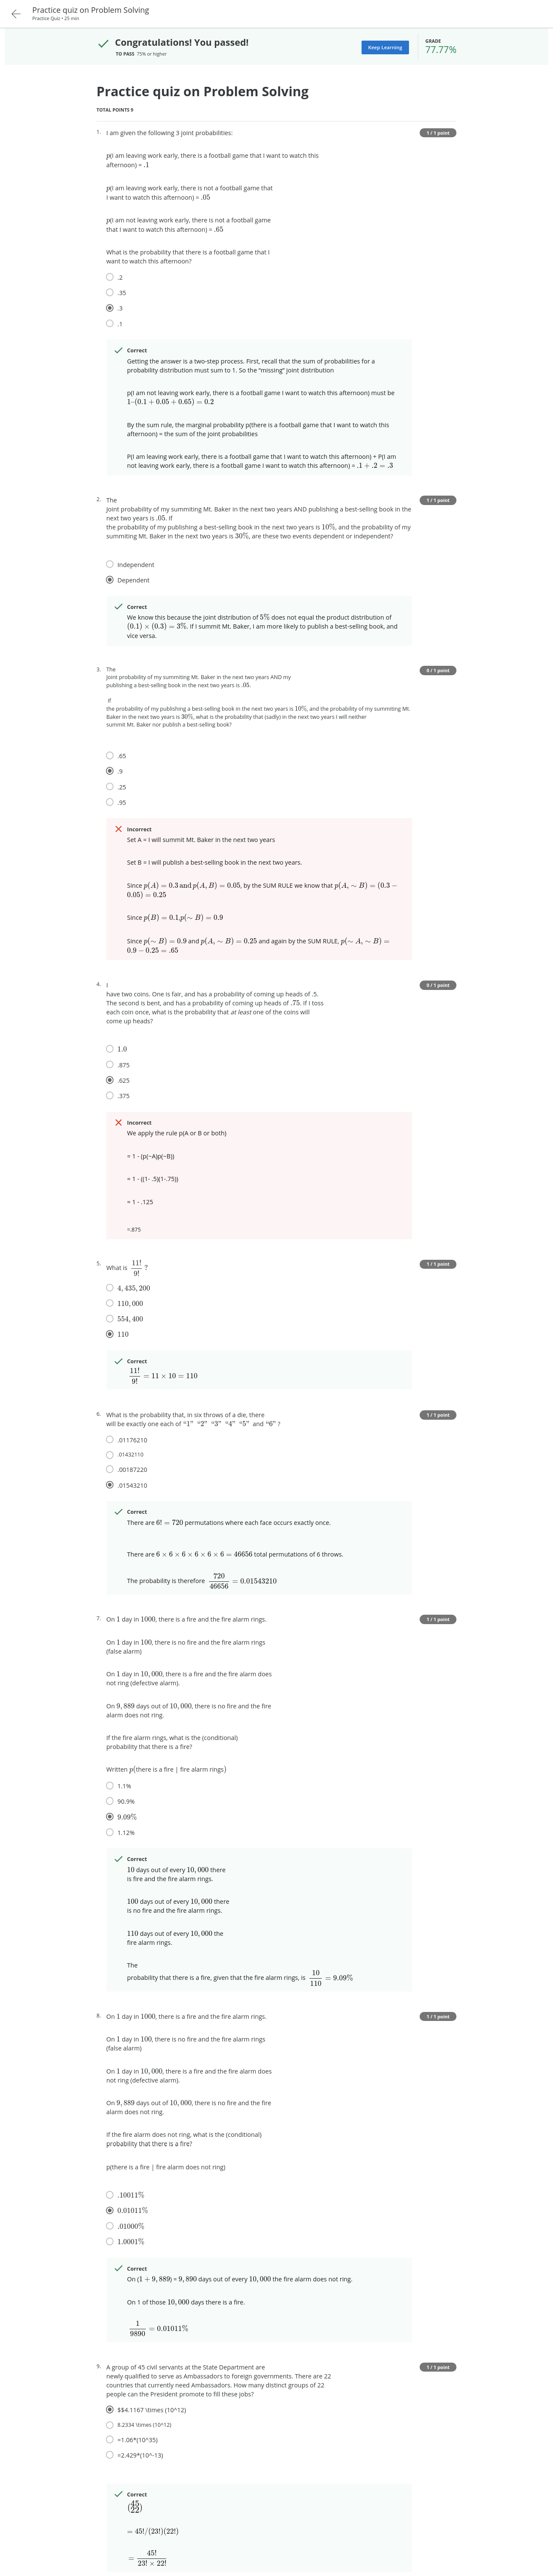 Practice quiz on Problem Solving
Practice Quiz • 25 min
Congratulations! You passed!
TO PASS 75% or higher
Keep Learning
GRADE
77.77%
Practice quiz on Problem Solving
TOTAL POINTS 9
1. I am given the following 3 joint probabilities:
1 / 1 point
p(I am leaving work early, there is a football game that I want to watch this
afternoon) = .1
p(I am leaving work early, there is not a football game that
I want to watch this afternoon) = .05
p(I am not leaving work early, there is not a football game
that I want to watch this afternoon) = .65
What is the probability that there is a football game that I
want to watch this afternoon?
.2
.35
.3
.1
Correct
Getting the answer is a two-step process. First, recall that the sum of probabilities for a
probability distribution must sum to 1. So the "missing" joint distribution
p(I am not leaving work early, there is a football game I want to watch this afternoon) must be
1–(0.1 + 0.05 + 0.65) = 0.2
By the sum rule, the marginal probability p(there is a football game that I want to watch this
afternoon) = the sum of the joint probabilities
P(I am leaving work early, there is a football game that I want to watch this afternoon) + P(I am
not leaving work early, there is a football game I want to watch this afternoon) = .1 + .2 = .3
2. The
1 / 1 point
Joint probability of my summiting Mt. Baker in the next two years AND publishing a best-selling book in the
next two years is .05. If
the probability of my publishing a best-selling book in the next two years is 10%, and the probability of my
summiting Mt. Baker in the next two years is 30%, are these two events dependent or independent?
Independent
Dependent
Correct
We know this because the joint distribution of 5% does not equal the product distribution of
(0.1) × (0.3) = 3%. If I summit Mt. Baker, I am more likely to publish a best-selling book, and
vice versa.
3. The
0 / 1 point
Joint probability of my summiting Mt. Baker in the next two years AND my
publishing a best-selling book in the next two years is .05.
If
the probability of my publishing a best-selling book in the next two years is 10%, and the probability of my summiting Mt.
Baker in the next two years is 30%, what is the probability that (sadly) in the next two years I will neither
summit Mt. Baker nor publish a best-selling book?
.65
.9
.25
.95
Incorrect
Set A = I will summit Mt. Baker in the next two years
Set B = I will publish a best-selling book in the next two years.
Since p(A) = 0.3 and p(A, B) = 0.05, by the SUM RULE we know that p(A, ∼ B) = (0.3 −
0.05) = 0.25
Since p(B) = 0.1,p(∼ B) = 0.9
Since p(∼ B) = 0.9 and p(A, ∼ B) = 0.25 and again by the SUM RULE, p(∼ A, ∼ B) =
0.9 − 0.25 = .65
4. I
0 / 1 point
have two coins. One is fair, and has a probability of coming up heads of .5.
The second is bent, and has a probability of coming up heads of .75. If I toss
each coin once, what is the probability that at least one of the coins will
come up heads?
1.0
.875
.625
.375
Incorrect
We apply the rule p(A or B or both)
= 1 - (p(~A)p(~B))
= 1 - ((1- .5)(1-.75))
= 1 - .125
=.875
5. What is 11!/9! ?
1 / 1 point
4, 435, 200
110, 000
554, 400
110
Correct
11!/9! = 11 × 10 = 110
6. What is the probability that, in six throws of a die, there
1 / 1 point
will be exactly one each of "1" "2" "3" "4" "5" and "6" ?
.01176210
.01432110
.00187220
.01543210
Correct
There are 6! = 720 permutations where each face occurs exactly once.
There are 6 × 6 × 6 × 6 × 6 × 6 = 46656 total permutations of 6 throws.
The probability is therefore 720/46656 = 0.01543210
7. On 1 day in 1000, there is a fire and the fire alarm rings.
1 / 1 point
On 1 day in 100, there is no fire and the fire alarm rings
(false alarm)
On 1 day in 10, 000, there is a fire and the fire alarm does
not ring (defective alarm).
On 9, 889 days out of 10, 000, there is no fire and the fire
alarm does not ring.
If the fire alarm rings, what is the (conditional)
probability that there is a fire?
Written p(there is a fire | fire alarm rings)
1.1%
90.9%
9.09%
1.12%
Correct
10 days out of every 10, 000 there
is fire and the fire alarm rings.
100 days out of every 10, 000 there
is no fire and the fire alarm rings.
110 days out of every 10, 000 the
fire alarm rings.
The
probability that there is a fire, given that the fire alarm rings, is 10/110 = 9.09%
8. On 1 day in 1000, there is a fire and the fire alarm rings.
1 / 1 point
On 1 day in 100, there is no fire and the fire alarm rings
(false alarm)
On 1 day in 10, 000, there is a fire and the fire alarm does
not ring (defective alarm).
On 9, 889 days out of 10, 000, there is no fire and the fire
alarm does not ring.
If the fire alarm does not ring, what is the (conditional)
probability that there is a fire?
p(there is a fire | fire alarm does not ring)
.10011%
0.01011%
.01000%
1.0001%
Correct
On (1 + 9, 889) = 9, 890 days out of every 10, 000 the fire alarm does not ring.
On 1 of those 10, 000 days there is a fire.
1/9890 = 0.01011%
9. A group of 45 civil servants at the State Department are
1 / 1 point
newly qualified to serve as Ambassadors to foreign governments. There are 22
countries that currently need Ambassadors. How many distinct groups of 22
people can the President promote to fill these jobs?
$$4.1167 \times (10^12)
8.2334 \times (10^12)
=1.06*(10^35)
=2.429*(10^-13)
Correct
(45 22)
= 45!/(23!)(22!)
= 45!/23! × 22!